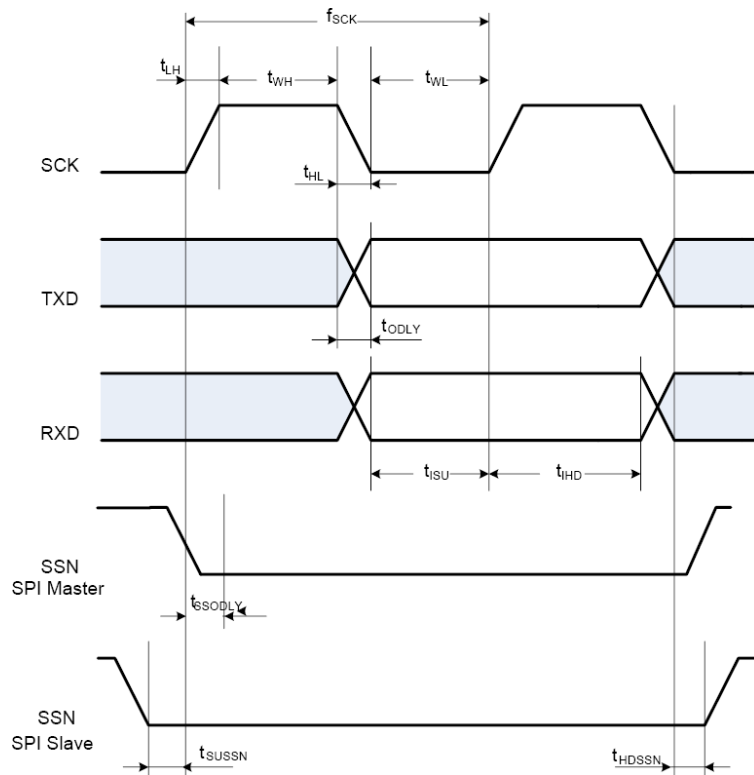 fSCK
tLH
tWH
tWL
SCK
tHL
TXD
tODLY
RXD
tISU
tIHD
SSN
SPI Master
tSSODLY
SSN
SPI Slave
tSUSSN
tHDSSN